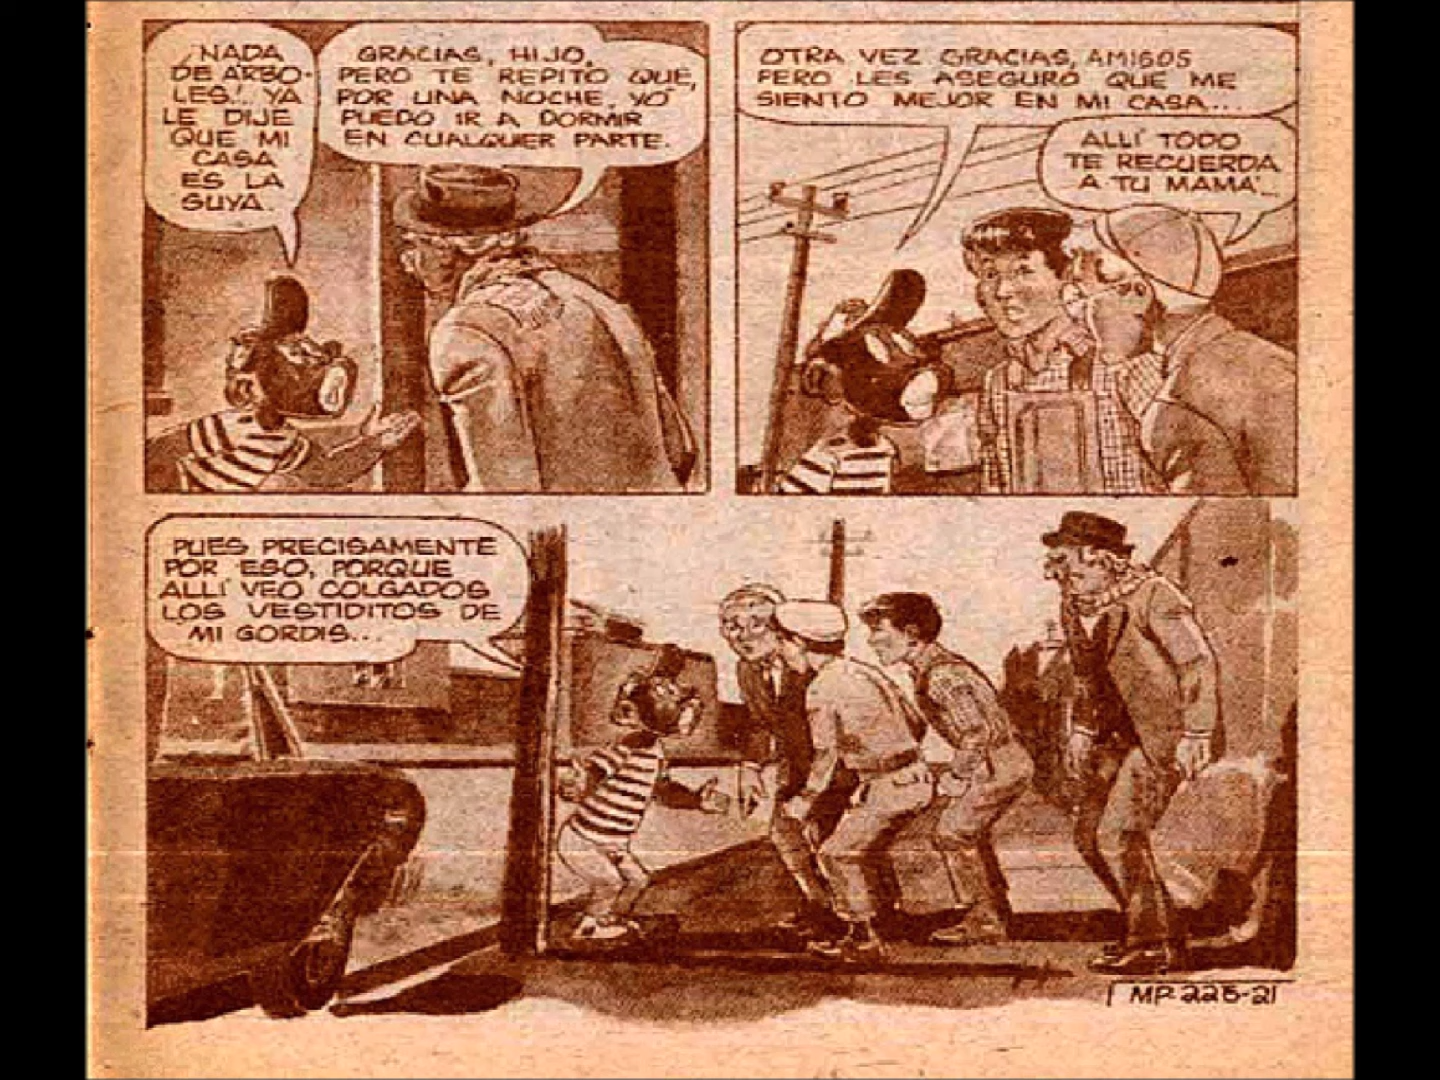 ¡NADA
DE ARBO-
LES! YA
LE DIJE
QUE MI
CASA
ES LA
SUYA.
GRACIAS, HIJO,
PERO TE REPITO QUE,
POR UNA NOCHE, YO
PUEDO IR A DORMIR
EN CUALQUIER PARTE.
OTRA VEZ GRACIAS, AMIGOS
PERO LES ASEGURO QUE ME
SIENTO MEJOR EN MI CASA...
ALLÍ TODO
TE RECUERDA
A TU MAMÁ...
PUES PRECISAMENTE
POR ESO, PORQUE
ALLÍ VEO COLGADOS
LOS VESTIDITOS DE
MI GORDIS...
MP-225-21